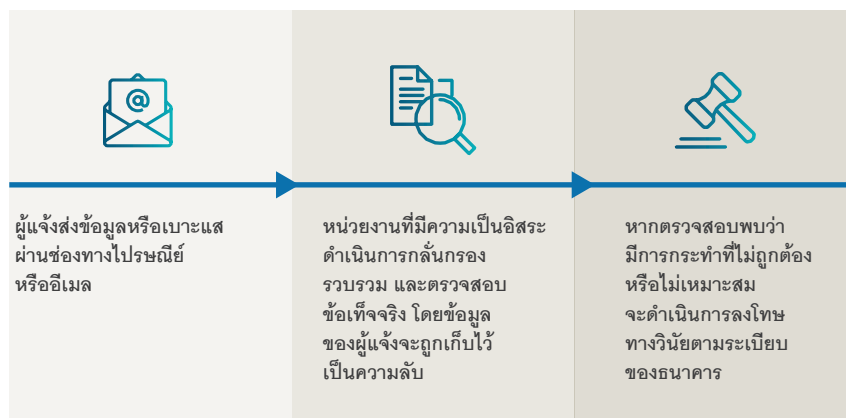 @
ผู้แจ้งส่งข้อมูลหรือเบาะแส
ผ่านช่องทางไปรษณีย์
หรืออีเมล
หน่วยงานที่มีความเป็นอิสระ
ดำเนินการกลั่นกรอง
รวบรวม และตรวจสอบ
ข้อเท็จจริง โดยข้อมูล
ของผู้แจ้งจะถูกเก็บไว้
เป็นความลับ
หากตรวจสอบพบว่า
มีการกระทำที่ไม่ถูกต้อง
หรือไม่เหมาะสม
จะดำเนินการลงโทษ
ทางวินัยตามระเบียบ
ของธนาคาร